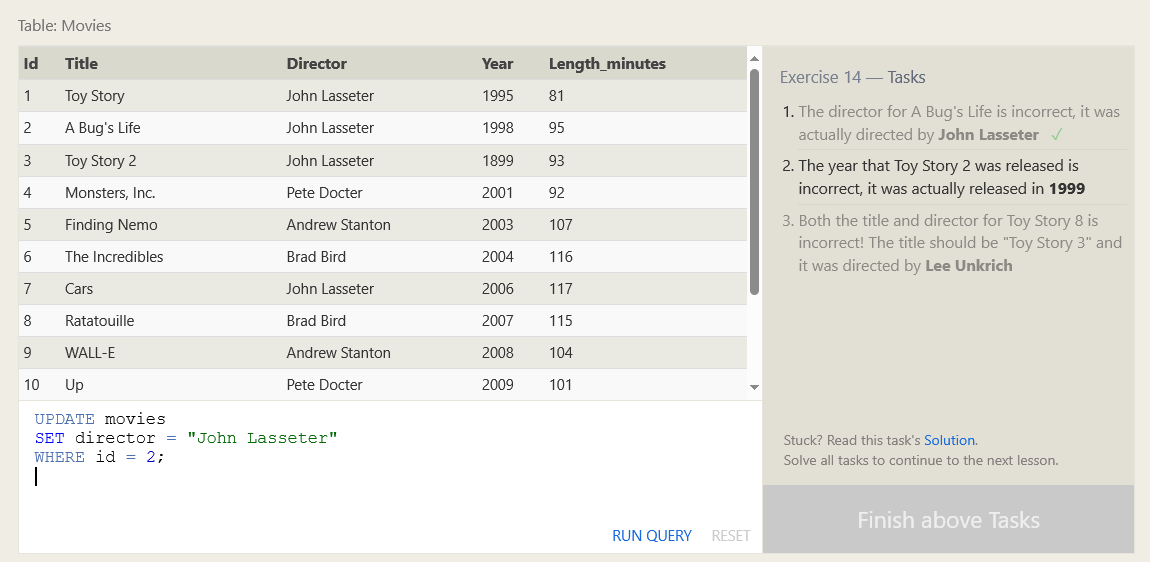 Table: Movies
Id Title Director Year Length_minutes
1 Toy Story John Lasseter 1995 81
2 A Bug's Life John Lasseter 1998 95
3 Toy Story 2 John Lasseter 1899 93
4 Monsters, Inc. Pete Docter 2001 92
5 Finding Nemo Andrew Stanton 2003 107
6 The Incredibles Brad Bird 2004 116
7 Cars John Lasseter 2006 117
8 Ratatouille Brad Bird 2007 115
9 WALL-E Andrew Stanton 2008 104
10 Up Pete Docter 2009 101
UPDATE movies
SET director = "John Lasseter"
WHERE id = 2;
RUN QUERY RESET
Exercise 14 — Tasks
1. The director for A Bug's Life is incorrect, it was
actually directed by John Lasseter ✓
2. The year that Toy Story 2 was released is
incorrect, it was actually released in 1999
3. Both the title and director for Toy Story 8 is
incorrect! The title should be "Toy Story 3" and
it was directed by Lee Unkrich
Stuck? Read this task's Solution.
Solve all tasks to continue to the next lesson.
Finish above Tasks